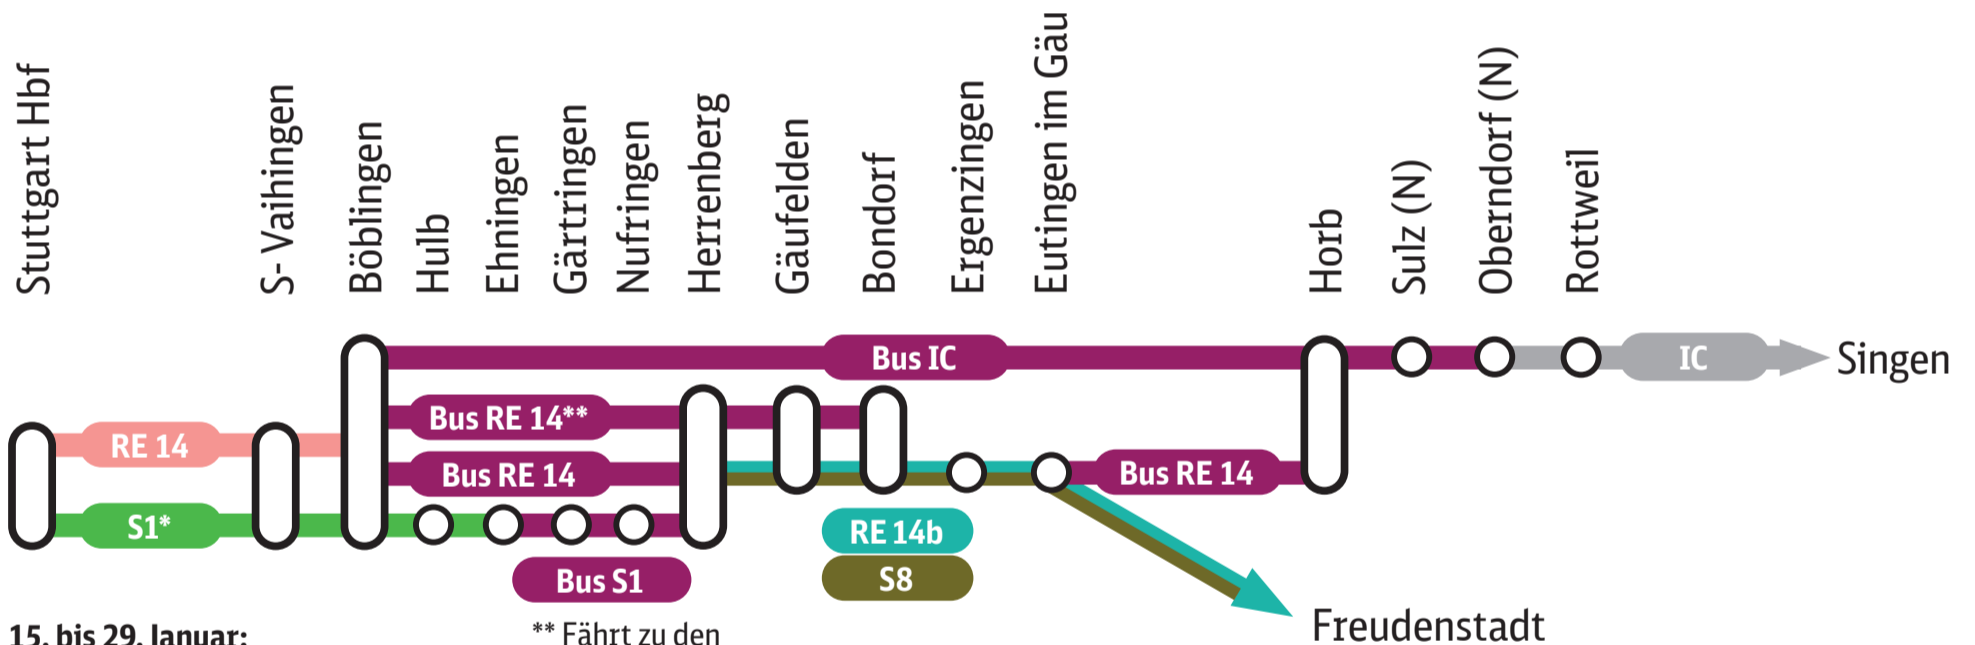 Stuttgart Hbf
S- Vaihingen
Böblingen
Hulb
Ehningen
Gärtringen
Nufringen
Herrenberg
Gäufelden
Bondorf
Ergenzingen
Eutingen im Gäu
Horb
Sulz (N)
Oberndorf (N)
Rottweil
Bus IC
IC
Singen
Bus RE 14**
RE 14
Bus RE 14
Bus RE 14
S1*
RE 14b
Bus S1
S8
Freudenstadt
15. bis 29. Januar:
** Fährt zu den